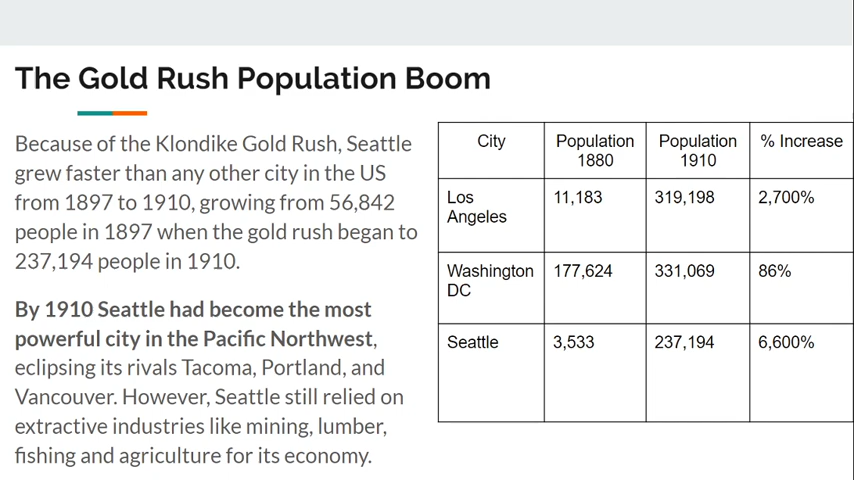 The Gold Rush Population Boom
Because of the Klondike Gold Rush, Seattle
grew faster than any other city in the US
from 1897 to 1910, growing from 56,842
people in 1897 when the gold rush began to
237,194 people in 1910.
By 1910 Seattle had become the most
powerful city in the Pacific Northwest,
eclipsing its rivals Tacoma, Portland, and
Vancouver. However, Seattle still relied on
extractive industries like mining, lumber,
fishing and agriculture for its economy.
City Population 1880 Population 1910 % Increase
Los Angeles 11,183 319,198 2,700%
Washington DC 177,624 331,069 86%
Seattle 3,533 237,194 6,600%